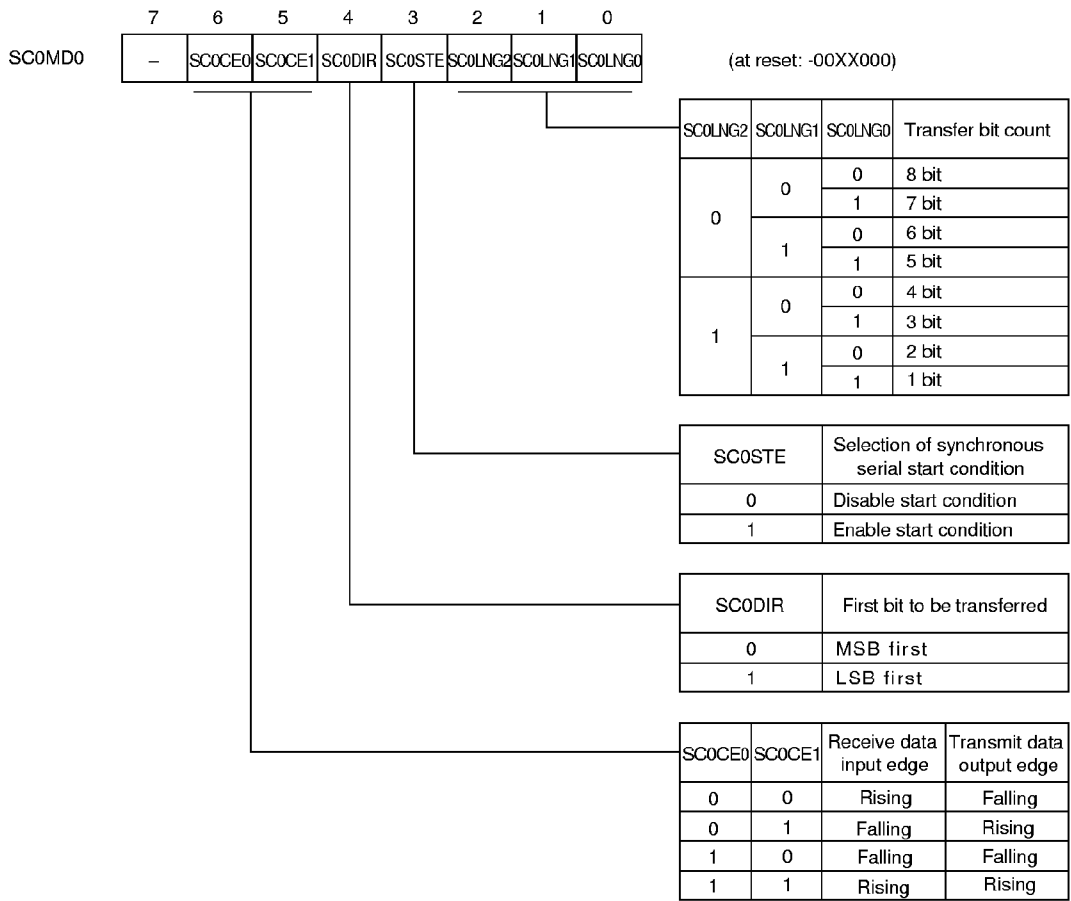 7 6 5 4 3 2 1 0
SC0MD0 – SC0CE0 SC0CE1 SC0DIR SC0STE SC0LNG2 SC0LNG1 SC0LNG0 (at reset: -00XX000)
SC0LNG2 SC0LNG1 SC0LNG0 Transfer bit count
0 0 0 8 bit
1 7 bit
1 0 6 bit
1 5 bit
1 0 0 4 bit
1 3 bit
1 0 2 bit
1 1 bit
SC0STE Selection of synchronous
serial start condition
0 Disable start condition
1 Enable start condition
SC0DIR First bit to be transferred
0 MSB first
1 LSB first
SC0CE0 SC0CE1 Receive data Transmit data
input edge output edge
0 0 Rising Falling
0 1 Falling Rising
1 0 Falling Falling
1 1 Rising Rising